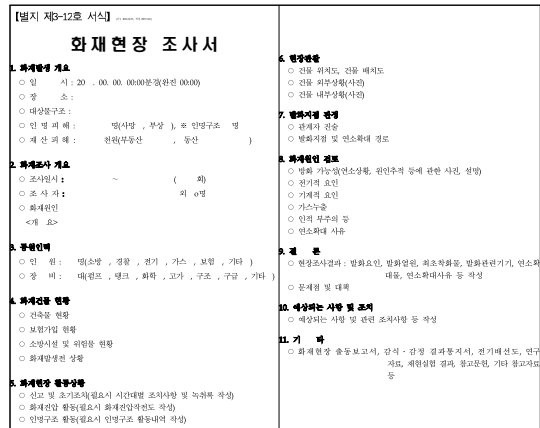 【별지 제3-12호 서식】
화재현장 조사서
1. 화재발생 개요
○ 일 시 : 20 . 00. 00. 00:00분경(완진 00:00)
○ 장 소 :
○ 대상물구조 :
○ 인 명 피 해 : 명(사망 , 부상 ), ※ 인명구조 명
○ 재 산 피 해 : 천원(부동산 , 동산 )
2. 화재조사 개요
○ 조사일시 : ~ ( 회)
○ 조 사 자 : 외 o명
○ 화재원인
<개 요>
3. 동원인력
○ 인 원 : 명(소방 , 경찰 , 전기 , 가스 , 보험 , 기타 )
○ 장 비 : 대(펌프 , 탱크 , 화학 , 고가 , 구조 , 구급 , 기타 )
4. 화재건물 현황
○ 건축물 현황
○ 보험가입 현황
○ 소방시설 및 위험물 현황
○ 화재발생전 상황
5. 화재현장 활동상황
○ 신고 및 초기조치(필요시 시간대별 조치사항 및 녹취록 작성)
○ 화재진압 활동(필요시 화재진압작전도 작성)
○ 인명구조 활동(필요시 인명구조 활동내역 작성)
6. 현장관찰
○ 건물 위치도, 건물 배치도
○ 건물 외부상황(사진)
○ 건물 내부상황(사진)
7. 발화지점 판정
○ 관계자 진술
○ 발화지점 및 연소확대 경로
8. 화재원인 검토
○ 방화 가능성(연소상황, 원인추적 등에 관한 사진, 설명)
○ 전기적 요인
○ 기계적 요인
○ 가스누출
○ 인적 부주의 등
○ 연소확대 사유
9. 결 론
○ 현장조사결과 : 발화요인, 발화열원, 최초착화물, 발화관련기기, 연소확
대물, 연소확대사유 등 작성
○ 문제점 및 대책
10. 예상되는 사항 및 조치
○ 예상되는 사항 및 관련 조치사항 등 작성
11. 기 타
○ 화재현장 출동보고서, 감식ㆍ감정 결과통지서, 전기배선도, 연구
자료, 재현실험 결과, 참고문헌, 기타 참고자료
등